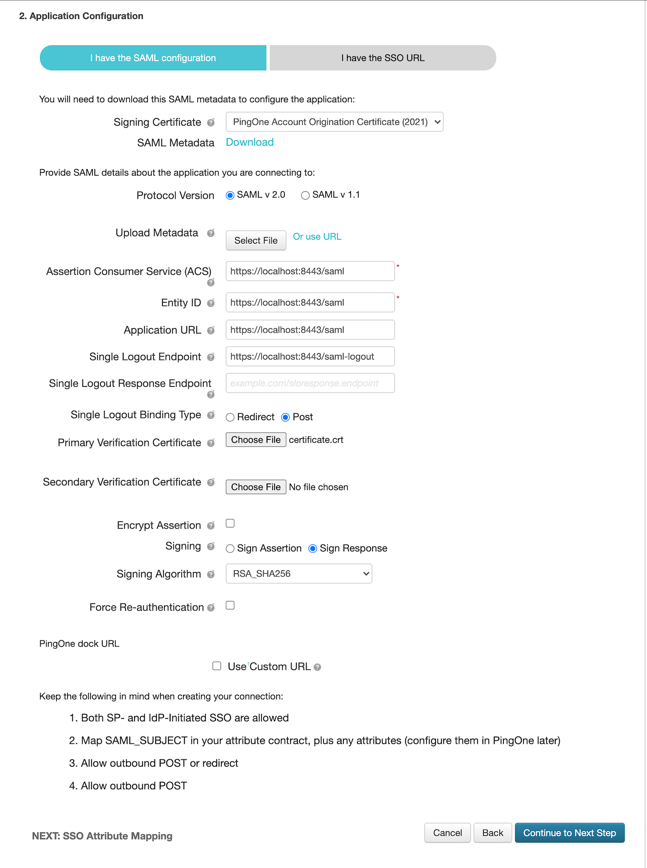 2. Application Configuration
I have the SAML configuration
I have the SSO URL
You will need to download this SAML metadata to configure the application:
Signing Certificate
PingOne Account Origination Certificate (2021)
SAML Metadata
Download
Provide SAML details about the application you are connecting to:
Protocol Version
SAML v 2.0
SAML v 1.1
Upload Metadata
Select File
Or use URL
Assertion Consumer Service (ACS)
https://localhost:8443/saml
*
Entity ID
https://localhost:8443/saml
*
Application URL
https://localhost:8443/saml
Single Logout Endpoint
https://localhost:8443/saml-logout
Single Logout Response Endpoint
example.com/sloresponse.endpoint
Single Logout Binding Type
Redirect
Post
Primary Verification Certificate
Choose File
certificate.crt
Secondary Verification Certificate
Choose File
No file chosen
Encrypt Assertion
Signing
Sign Assertion
Sign Response
Signing Algorithm
RSA_SHA256
Force Re-authentication
PingOne dock URL
Use Custom URL
Keep the following in mind when creating your connection:
1. Both SP- and IdP-Initiated SSO are allowed
2. Map SAML_SUBJECT in your attribute contract, plus any attributes (configure them in PingOne later)
3. Allow outbound POST or redirect
4. Allow outbound POST
NEXT: SSO Attribute Mapping
Cancel
Back
Continue to Next Step